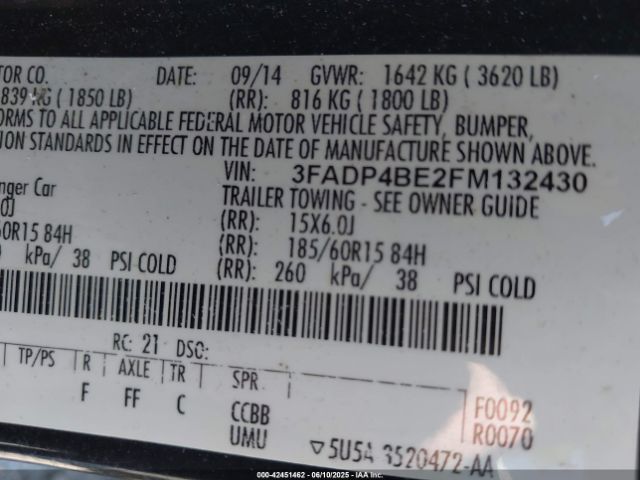 TOR CO. DATE: 09/14 GVWR: 1642 KG ( 3620 LB)
839 KG ( 1850 LB) (RR): 816 KG ( 1800 LB)
ORMS TO ALL APPLICABLE FEDERAL MOTOR VEHICLE SAFETY, BUMPER,
ION STANDARDS IN EFFECT ON THE DATE OF MANUFACTURE SHOWN ABOVE.
VIN: 3FADP4BE2FM132430
nger Car TRAILER TOWING - SEE OWNER GUIDE
0J (RR): 15X6.0J
60R15 84H (RR): 185/60R15 84H
kPa/ 38 PSI COLD (RR): 260 kPa/ 38 PSI COLD
RC: 21 DSO:
TP/PS R AXLE TR SPR
F FF C CCBB F0092
UMU R0070
5U5A 3520472-AA
000-42451462 - 06/10/2025 - © IAA Holdings, LLC